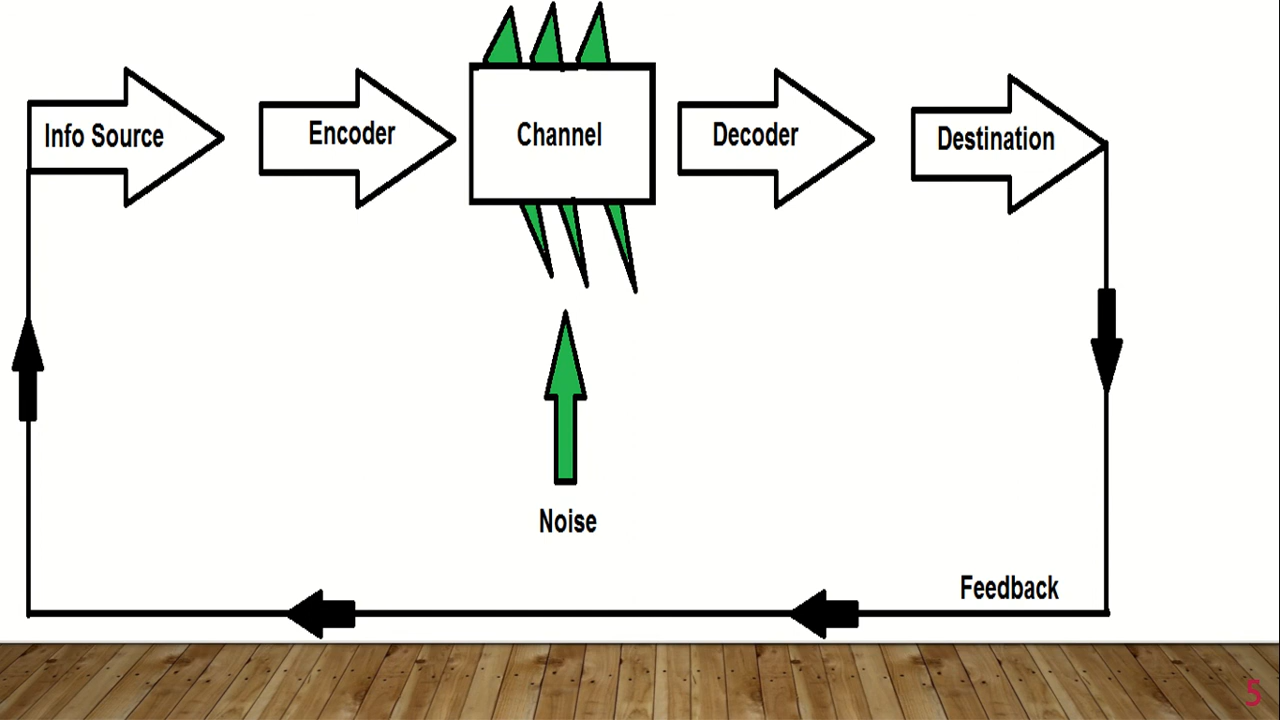 Info Source
Encoder
Channel
Decoder
Destination
Noise
Feedback
5